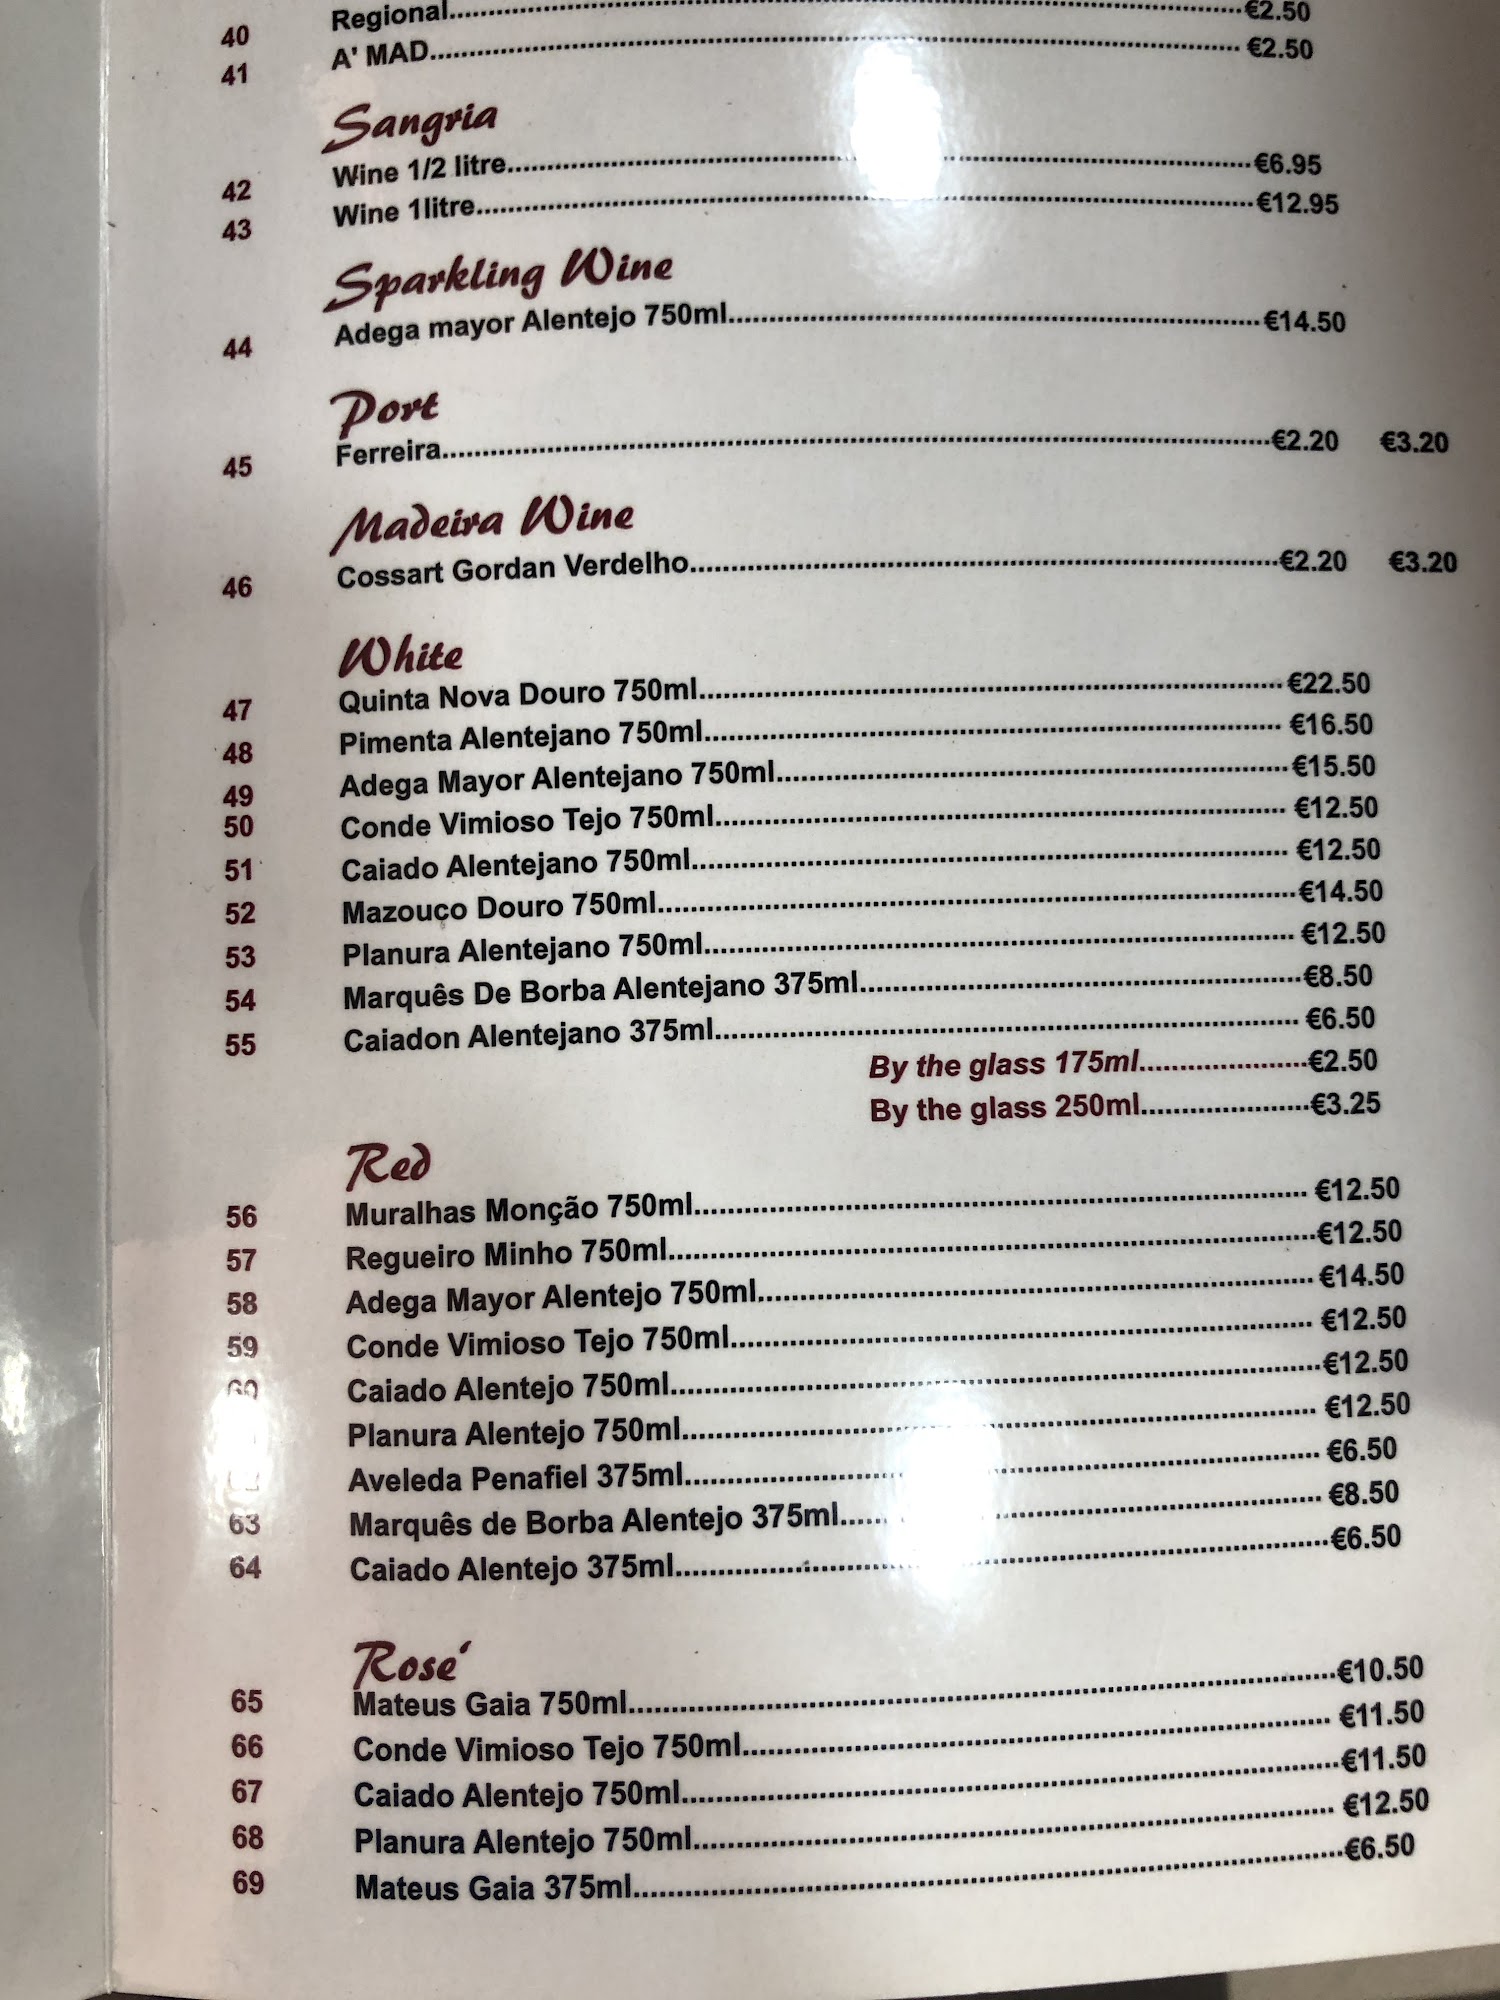 40 Regional..........€2.50
41 A' MAD..........€2.50
Sangria
42 Wine 1/2 litre..........€6.95
43 Wine 1litre..........€12.95
Sparkling Wine
44 Adega mayor Alentejo 750ml..........€14.50
Port
45 Ferreira..........€2.20 €3.20
Madeira Wine
46 Cossart Gordan Verdelho..........€2.20 €3.20
White
47 Quinta Nova Douro 750ml..........€22.50
48 Pimenta Alentejano 750ml..........€16.50
49 Adega Mayor Alentejano 750ml..........€15.50
50 Conde Vimioso Tejo 750ml..........€12.50
51 Caiado Alentejano 750ml..........€12.50
52 Mazouço Douro 750ml..........€14.50
53 Planura Alentejano 750ml..........€12.50
54 Marquês De Borba Alentejano 375ml..........€8.50
55 Caiadon Alentejano 375ml..........€6.50
By the glass 175ml..........€2.50
By the glass 250ml..........€3.25
Red
56 Muralhas Monção 750ml..........€12.50
57 Regueiro Minho 750ml..........€12.50
58 Adega Mayor Alentejo 750ml..........€14.50
59 Conde Vimioso Tejo 750ml..........€12.50
60 Caiado Alentejo 750ml..........€12.50
Planura Alentejo 750ml..........€12.50
Aveleda Penafiel 375ml..........€6.50
63 Marquês de Borba Alentejo 375ml..........€8.50
64 Caiado Alentejo 375ml..........€6.50
Rosé
65 Mateus Gaia 750ml..........€10.50
66 Conde Vimioso Tejo 750ml..........€11.50
67 Caiado Alentejo 750ml..........€11.50
68 Planura Alentejo 750ml..........€12.50
69 Mateus Gaia 375ml..........€6.50